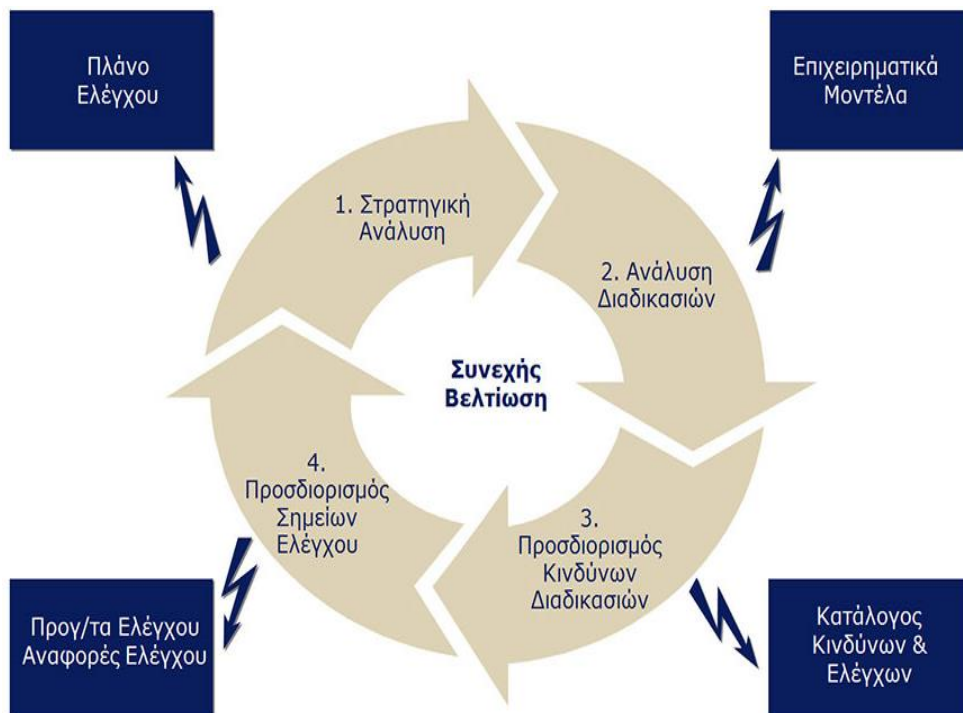 Πλάνο
Ελέγχου
Επιχειρηματικά
Μοντέλα
1. Στρατηγική
Ανάλυση
2. Ανάλυση
Διαδικασιών
Συνεχής
Βελτίωση
3.
Προσδιορισμός
Κινδύνων
Διαδικασιών
4.
Προσδιορισμός
Σημείων
Ελέγχου
Προγ/τα Ελέγχου
Αναφορές Ελέγχου
Κατάλογος
Κινδύνων &
Ελέγχων